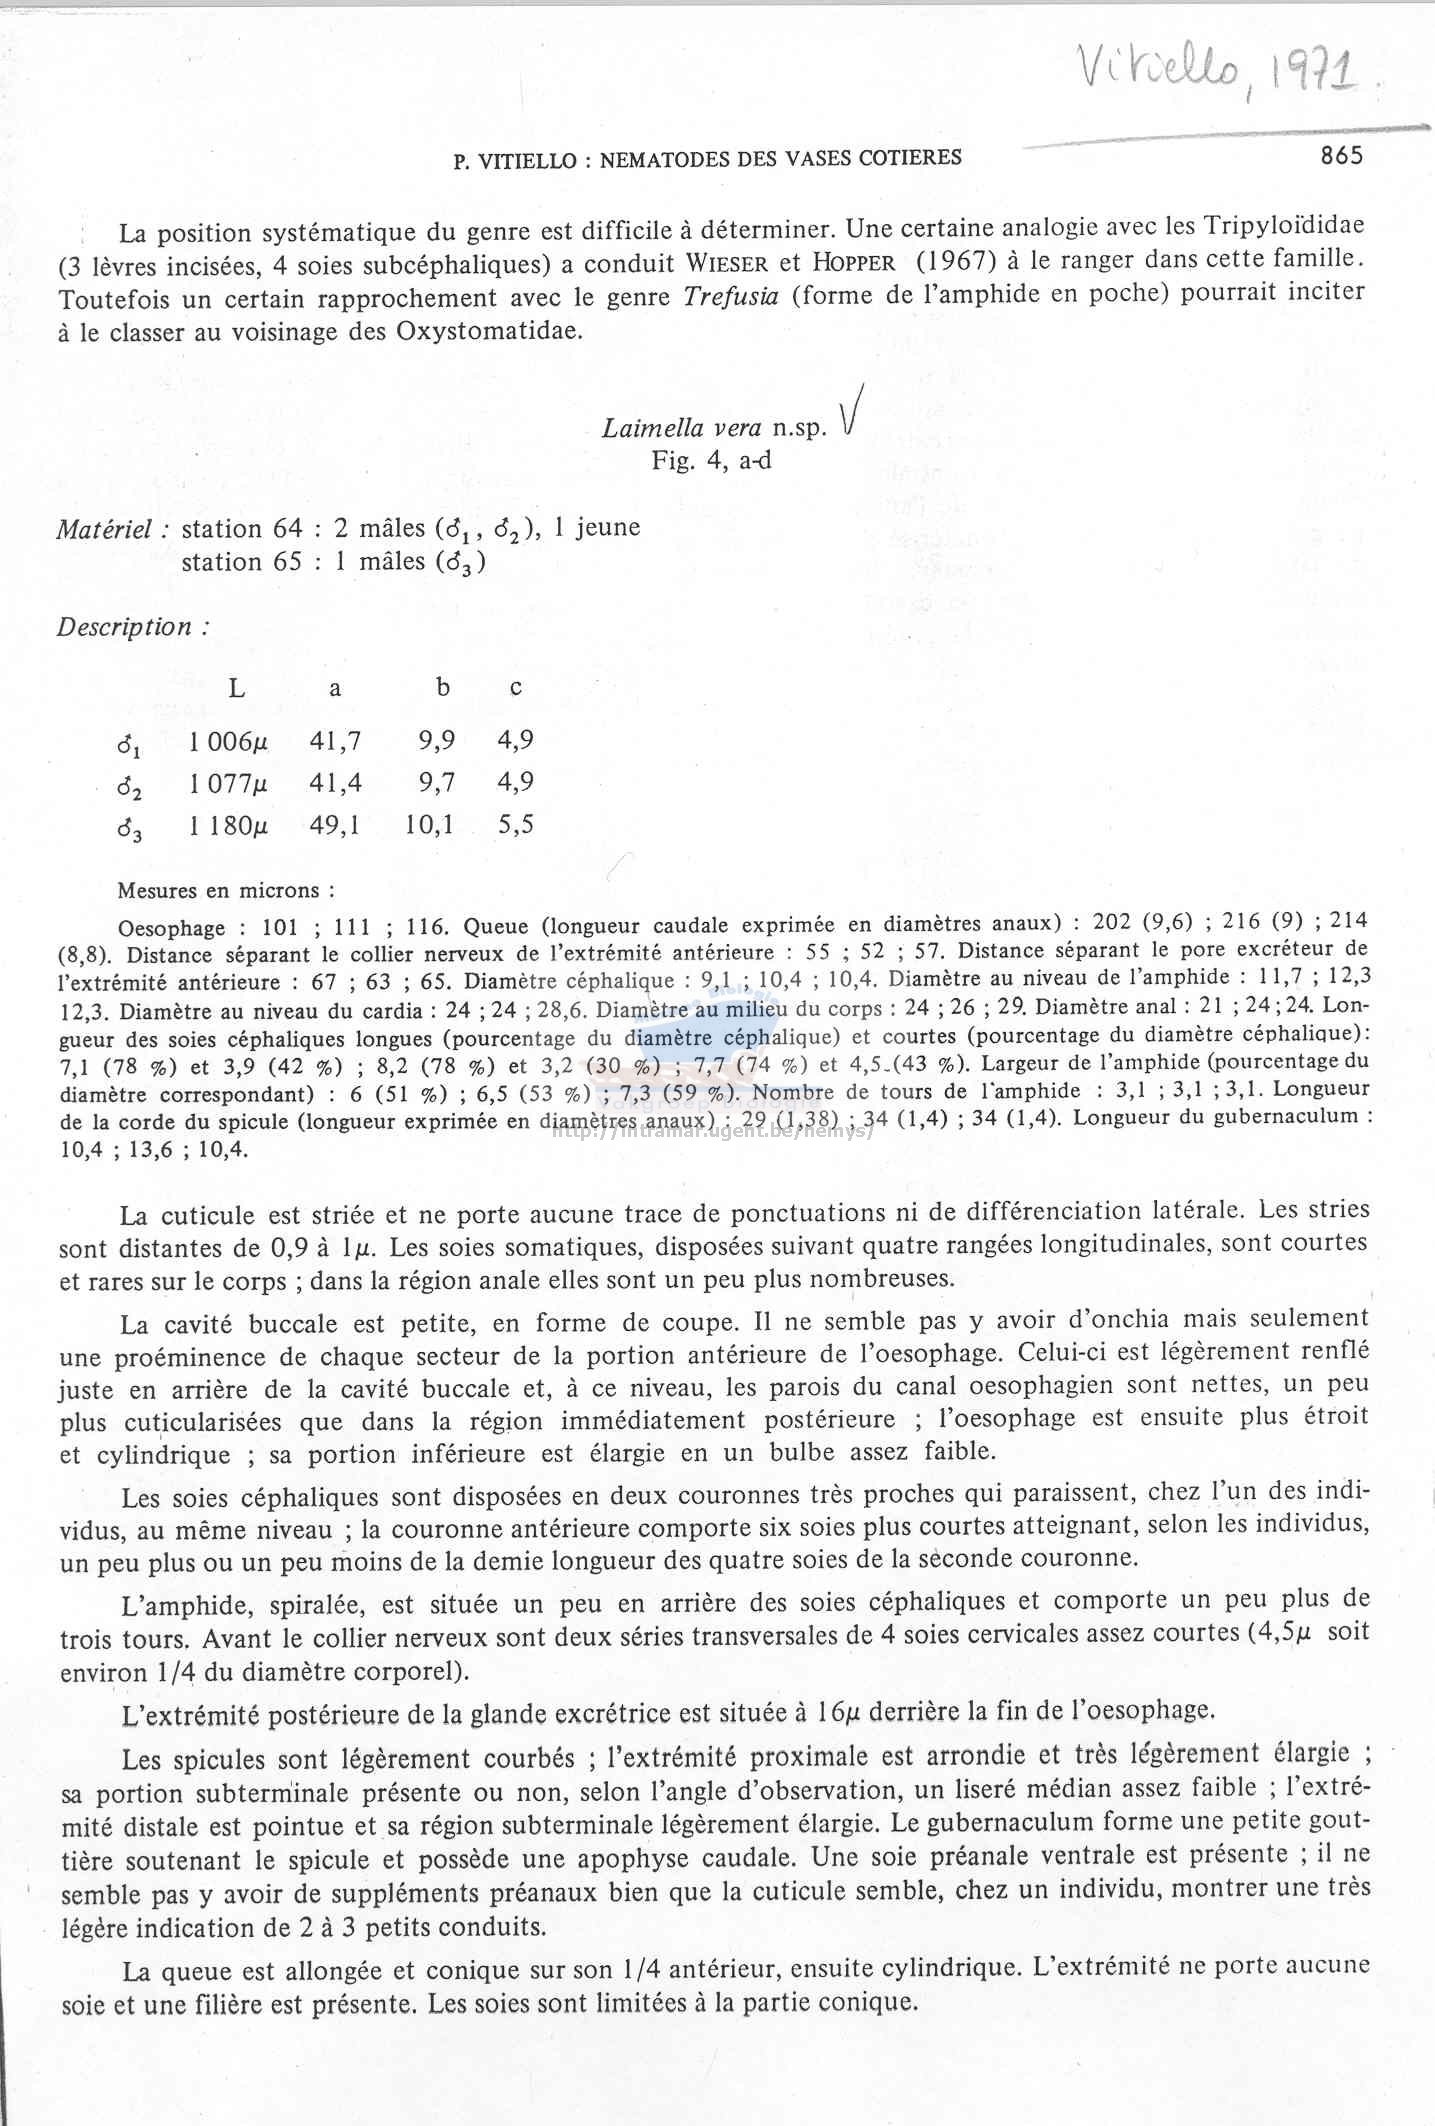 Vitiello, 1971.
P. VITIELLO : NEMATODES DES VASES COTIERES 865
La position systématique du genre est difficile à déterminer. Une certaine analogie avec les Tripyloïdidae
(3 lèvres incisées, 4 soies subcéphaliques) a conduit WIESER et HOPPER (1967) à le ranger dans cette famille.
Toutefois un certain rapprochement avec le genre Trefusia (forme de l'amphide en poche) pourrait inciter
à le classer au voisinage des Oxystomatidae.
Laimella vera n.sp. √
Fig. 4, a-d
Matériel : station 64 : 2 mâles (♂1, ♂2), 1 jeune
station 65 : 1 mâles (♂3)
Description :
L a b c
♂1 1 006μ 41,7 9,9 4,9
♂2 1 077μ 41,4 9,7 4,9
♂3 1 180μ 49,1 10,1 5,5
Mesures en microns :
Oesophage : 101 ; 111 ; 116. Queue (longueur caudale exprimée en diamètres anaux) : 202 (9,6) ; 216 (9) ; 214
(8,8). Distance séparant le collier nerveux de l'extrémité antérieure : 55 ; 52 ; 57. Distance séparant le pore excréteur de
l'extrémité antérieure : 67 ; 63 ; 65. Diamètre céphalique : 9,1 ; 10,4 ; 10,4. Diamètre au niveau de l'amphide : 11,7 ; 12,3
12,3. Diamètre au niveau du cardia : 24 ; 24 ; 28,6. Diamètre au milieu du corps : 24 ; 26 ; 29. Diamètre anal : 21 ; 24 ; 24. Lon-
gueur des soies céphaliques longues (pourcentage du diamètre céphalique) et courtes (pourcentage du diamètre céphalique):
7,1 (78 %) et 3,9 (42 %) ; 8,2 (78 %) et 3,2 (30 %) ; 7,7 (74 %) et 4,5 (43 %). Largeur de l'amphide (pourcentage du
diamètre correspondant) : 6 (51 %) ; 6,5 (53 %) ; 7,3 (59 %). Nombre de tours de l'amphide : 3,1 ; 3,1 ; 3,1. Longueur
de la corde du spicule (longueur exprimée en diamètres anaux) : 29 (1,38) ; 34 (1,4) ; 34 (1,4). Longueur du gubernaculum :
http://intramar.ugent.be/nemys/
10,4 ; 13,6 ; 10,4.
La cuticule est striée et ne porte aucune trace de ponctuations ni de différenciation latérale. Les stries
sont distantes de 0,9 à 1μ. Les soies somatiques, disposées suivant quatre rangées longitudinales, sont courtes
et rares sur le corps ; dans la région anale elles sont un peu plus nombreuses.
La cavité buccale est petite, en forme de coupe. Il ne semble pas y avoir d'onchia mais seulement
une proéminence de chaque secteur de la portion antérieure de l'oesophage. Celui-ci est légèrement renflé
juste en arrière de la cavité buccale et, à ce niveau, les parois du canal oesophagien sont nettes, un peu
plus cuticularisées que dans la région immédiatement postérieure ; l'oesophage est ensuite plus étroit
et cylindrique ; sa portion inférieure est élargie en un bulbe assez faible.
Les soies céphaliques sont disposées en deux couronnes très proches qui paraissent, chez l'un des indi-
vidus, au même niveau ; la couronne antérieure comporte six soies plus courtes atteignant, selon les individus,
un peu plus ou un peu moins de la demie longueur des quatre soies de la seconde couronne.
L'amphide, spiralée, est située un peu en arrière des soies céphaliques et comporte un peu plus de
trois tours. Avant le collier nerveux sont deux séries transversales de 4 soies cervicales assez courtes (4,5μ soit
environ 1/4 du diamètre corporel).
L'extrémité postérieure de la glande excrétrice est située à 16μ derrière la fin de l'oesophage.
Les spicules sont légèrement courbés ; l'extrémité proximale est arrondie et très légèrement élargie ;
sa portion subterminale présente ou non, selon l'angle d'observation, un liseré médian assez faible ; l'extré-
mité distale est pointue et sa région subterminale légèrement élargie. Le gubernaculum forme une petite gout-
tière soutenant le spicule et possède une apophyse caudale. Une soie préanale ventrale est présente ; il ne
semble pas y avoir de suppléments préanaux bien que la cuticule semble, chez un individu, montrer une très
légère indication de 2 à 3 petits conduits.
La queue est allongée et conique sur son 1/4 antérieur, ensuite cylindrique. L'extrémité ne porte aucune
soie et une filière est présente. Les soies sont limitées à la partie conique.